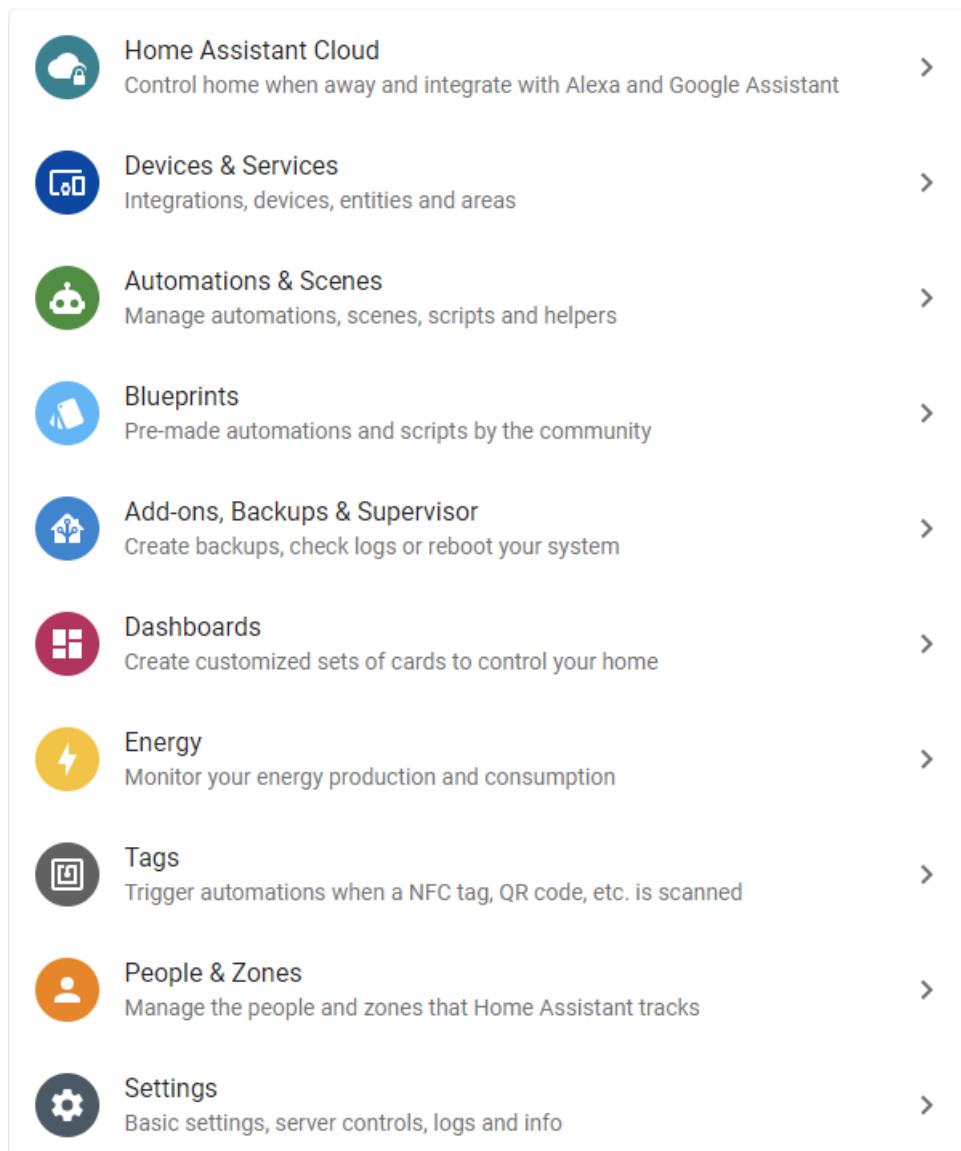 Home Assistant Cloud
Control home when away and integrate with Alexa and Google Assistant
Devices & Services
Integrations, devices, entities and areas
Automations & Scenes
Manage automations, scenes, scripts and helpers
Blueprints
Pre-made automations and scripts by the community
Add-ons, Backups & Supervisor
Create backups, check logs or reboot your system
Dashboards
Create customized sets of cards to control your home
Energy
Monitor your energy production and consumption
Tags
Trigger automations when a NFC tag, QR code, etc. is scanned
People & Zones
Manage the people and zones that Home Assistant tracks
Settings
Basic settings, server controls, logs and info